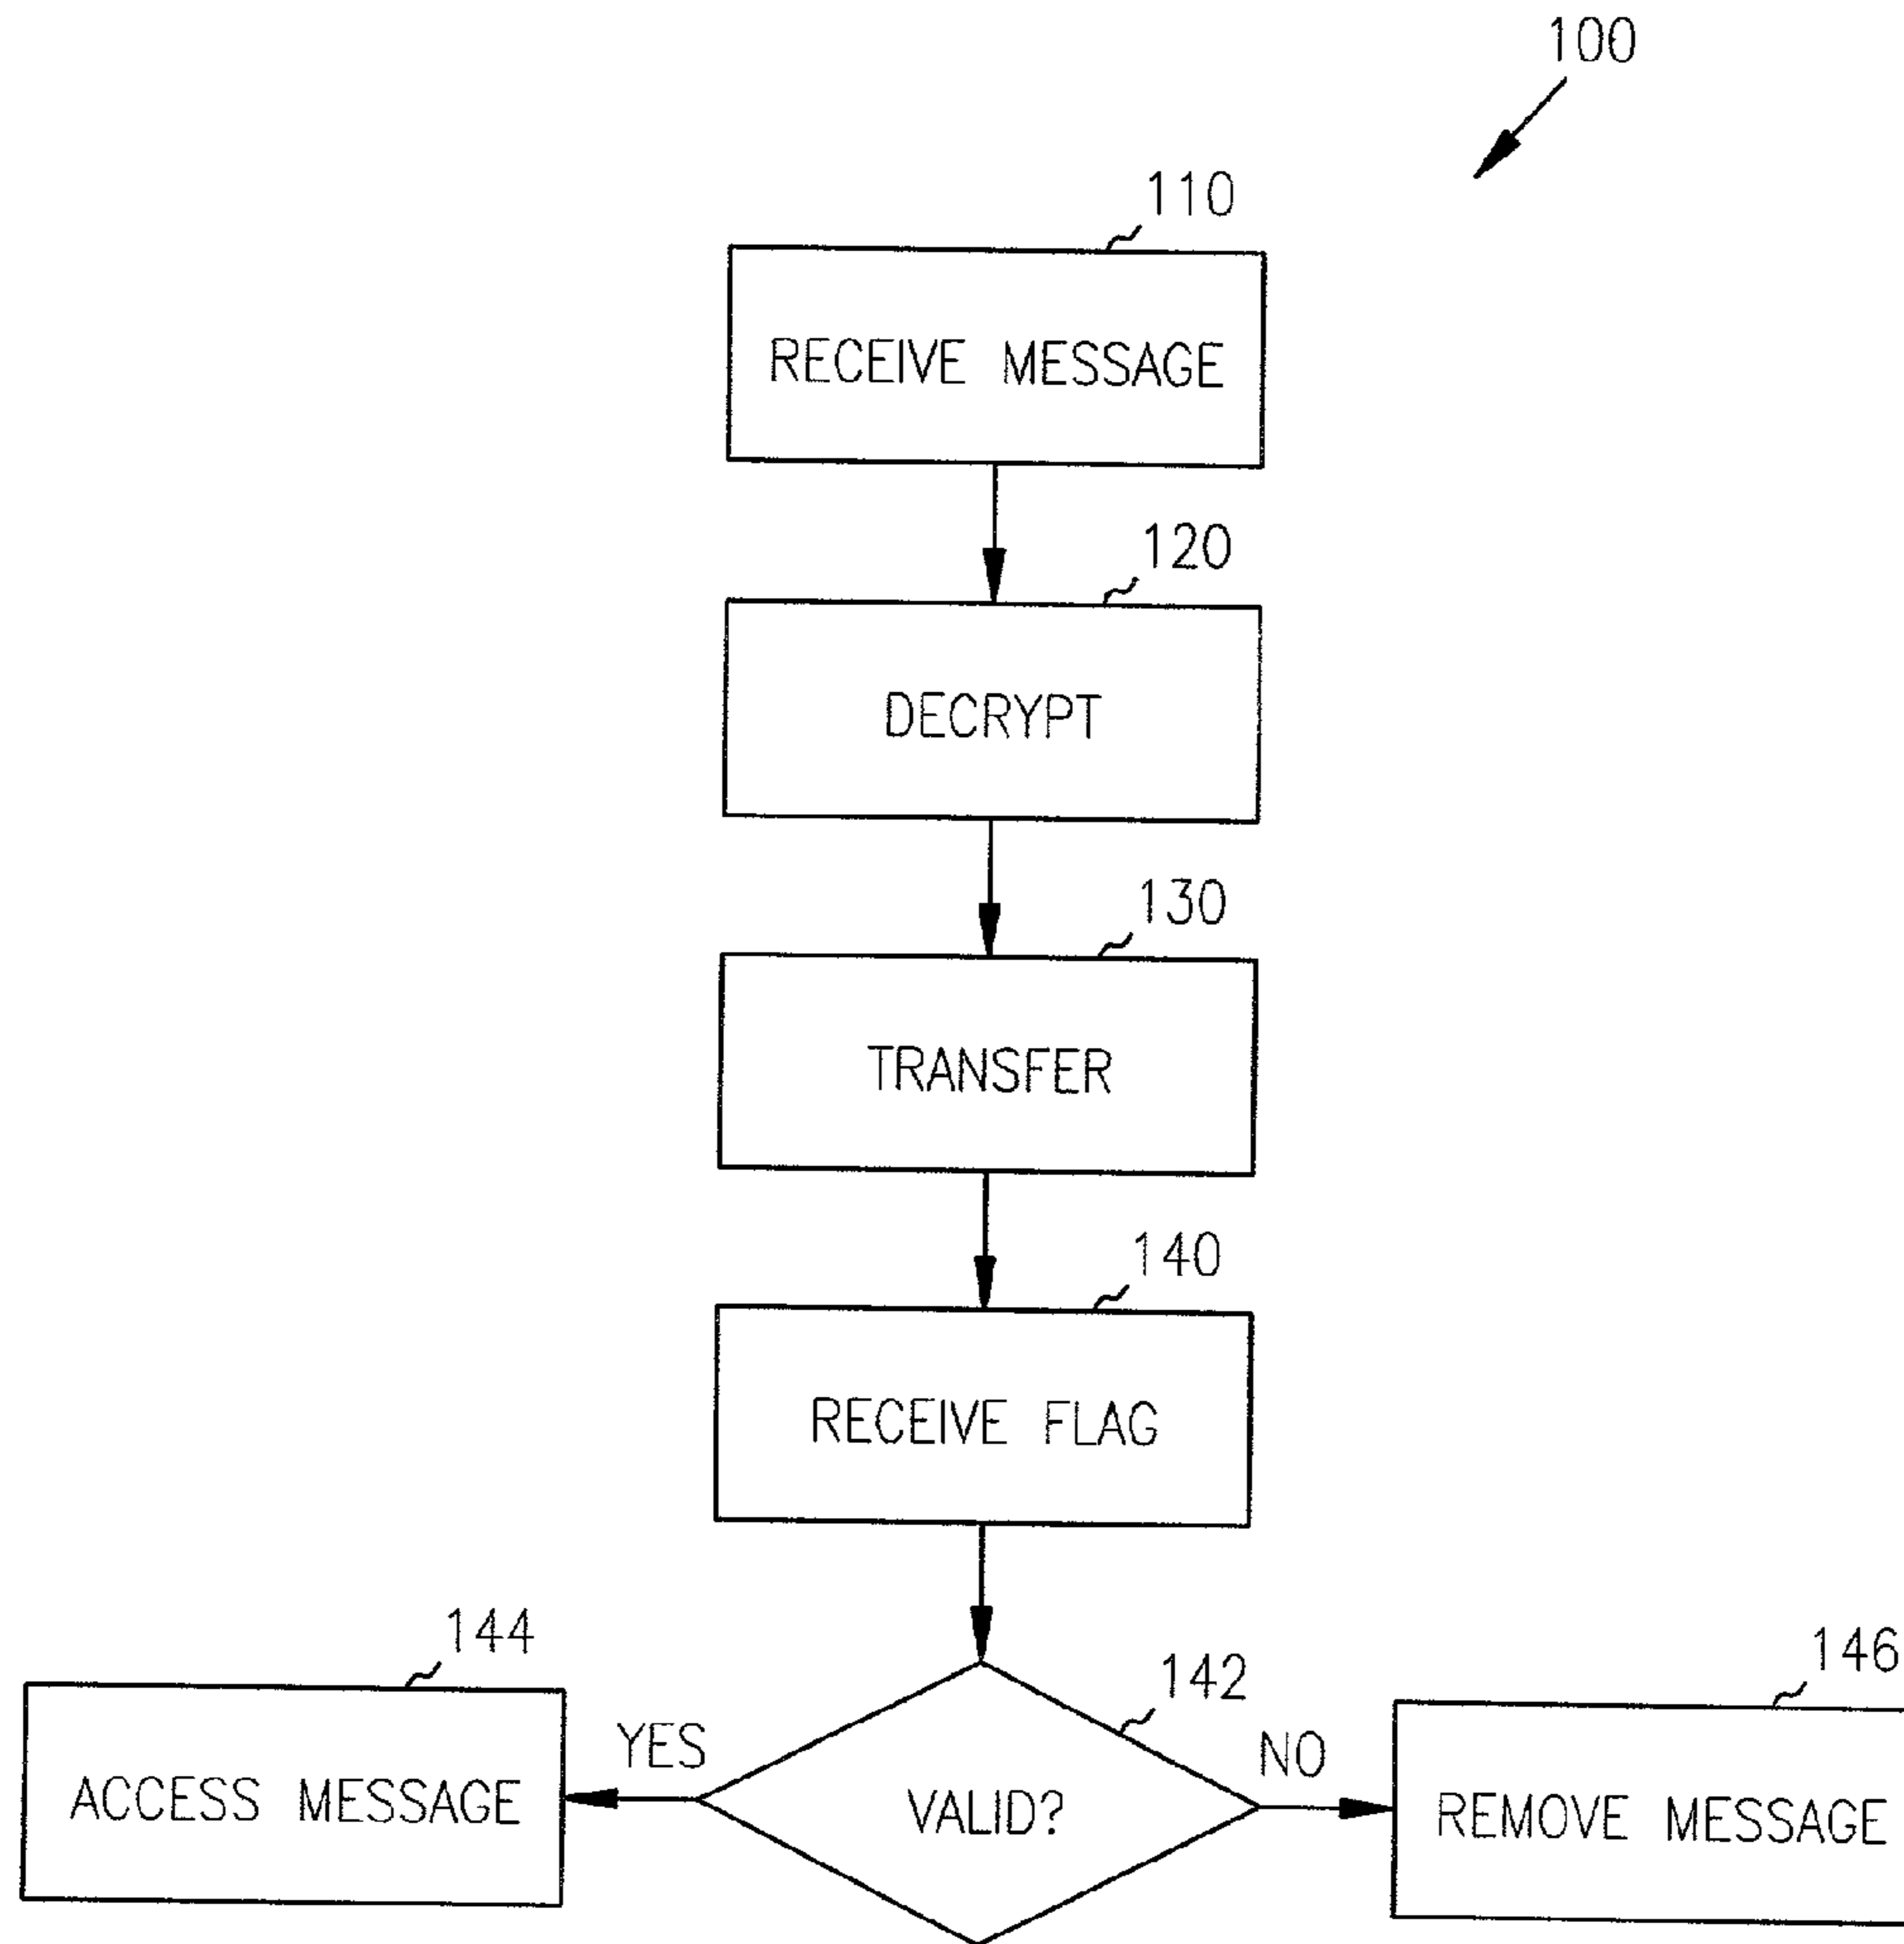 100
110
RECEIVE MESSAGE
120
DECRYPT
130
TRANSFER
140
RECEIVE FLAG
144
142
146
YES
NO
ACCESS MESSAGE
VALID?
REMOVE MESSAGE